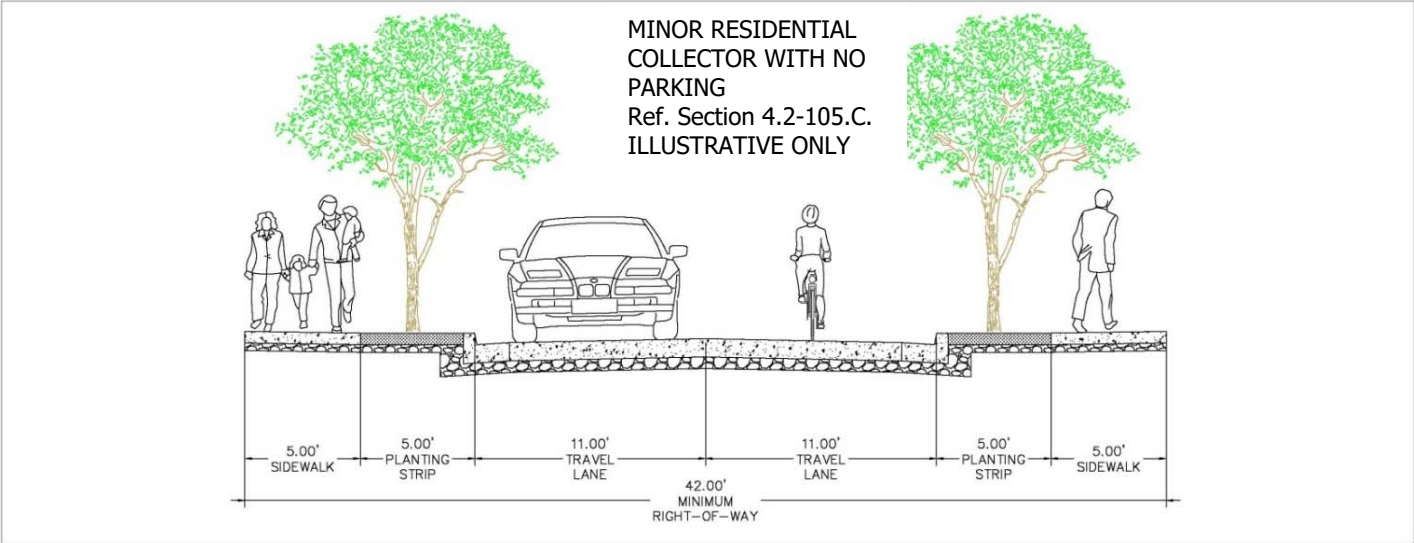 MINOR RESIDENTIAL
COLLECTOR WITH NO
PARKING
Ref. Section 4.2-105.C.
ILLUSTRATIVE ONLY
5.00'
SIDEWALK
5.00'
PLANTING
STRIP
11.00'
TRAVEL
LANE
11.00'
TRAVEL
LANE
5.00'
PLANTING
STRIP
5.00'
SIDEWALK
42.00'
MINIMUM
RIGHT-OF-WAY